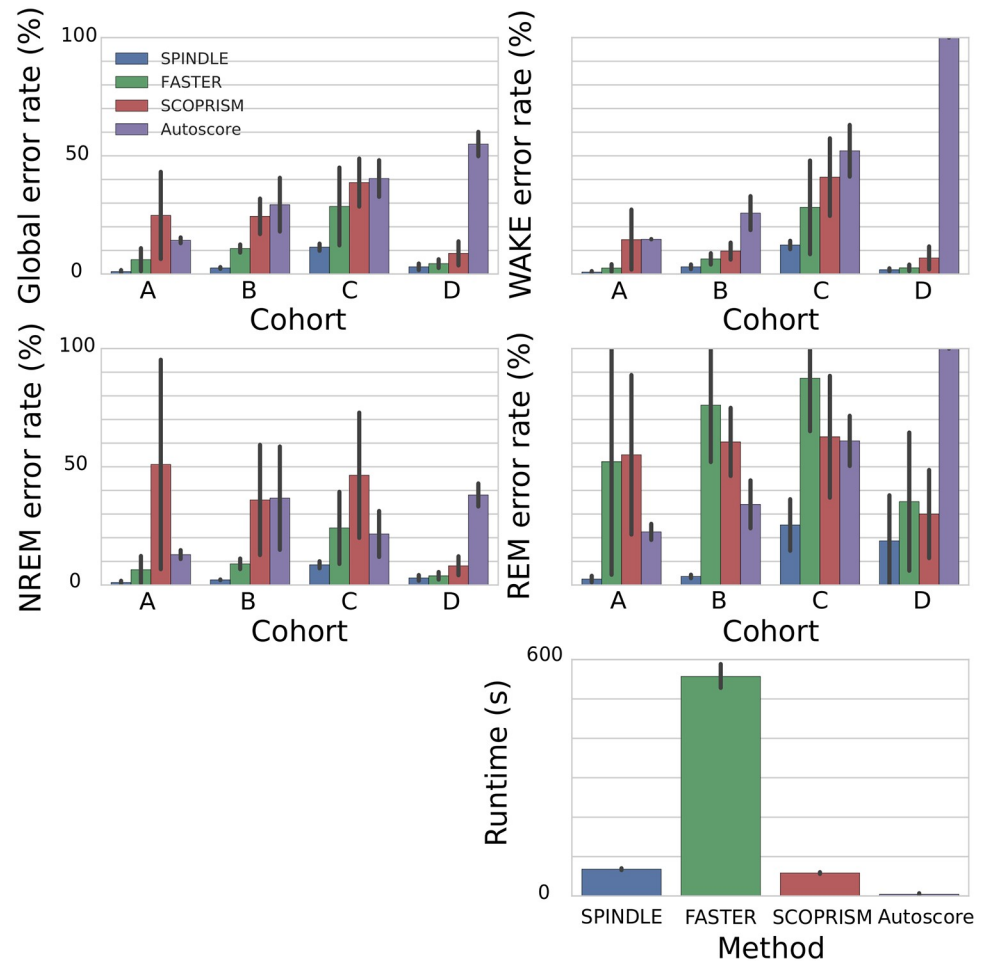 Global error rate (%)
100
50
0
SPINDLE
FASTER
SCOPRISM
Autoscore
A B C D
Cohort
WAKE error rate (%)
A B C D
Cohort
NREM error rate (%)
100
50
0
A B C D
Cohort
REM error rate (%)
A B C D
Cohort
Runtime (s)
600
0
SPINDLE FASTER SCOPRISM Autoscore
Method